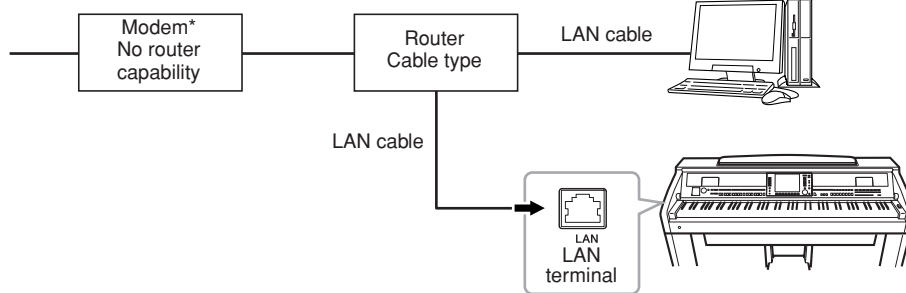 Modem*
No router
capability
Router
Cable type
LAN cable
LAN cable
LAN
LAN
terminal